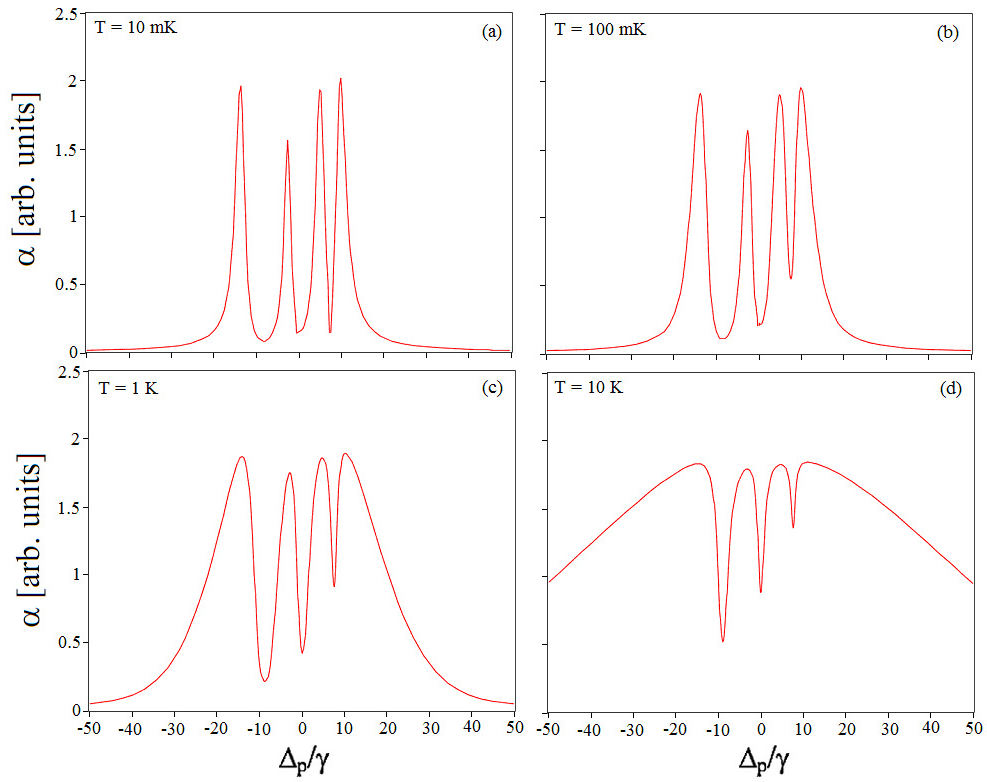 T = 10 mK
(a)
2.5
2
1.5
1
0.5
0
α [arb. units]
T = 100 mK
(b)
T = 1 K
(c)
2.5
2
1.5
1
0.5
0
α [arb. units]
-50 -40 -30 -20 -10 0 10 20 30 40 50
Δp/γ
T = 10 K
(d)
-50 -40 -30 -20 -10 0 10 20 30 40 50
Δp/γ